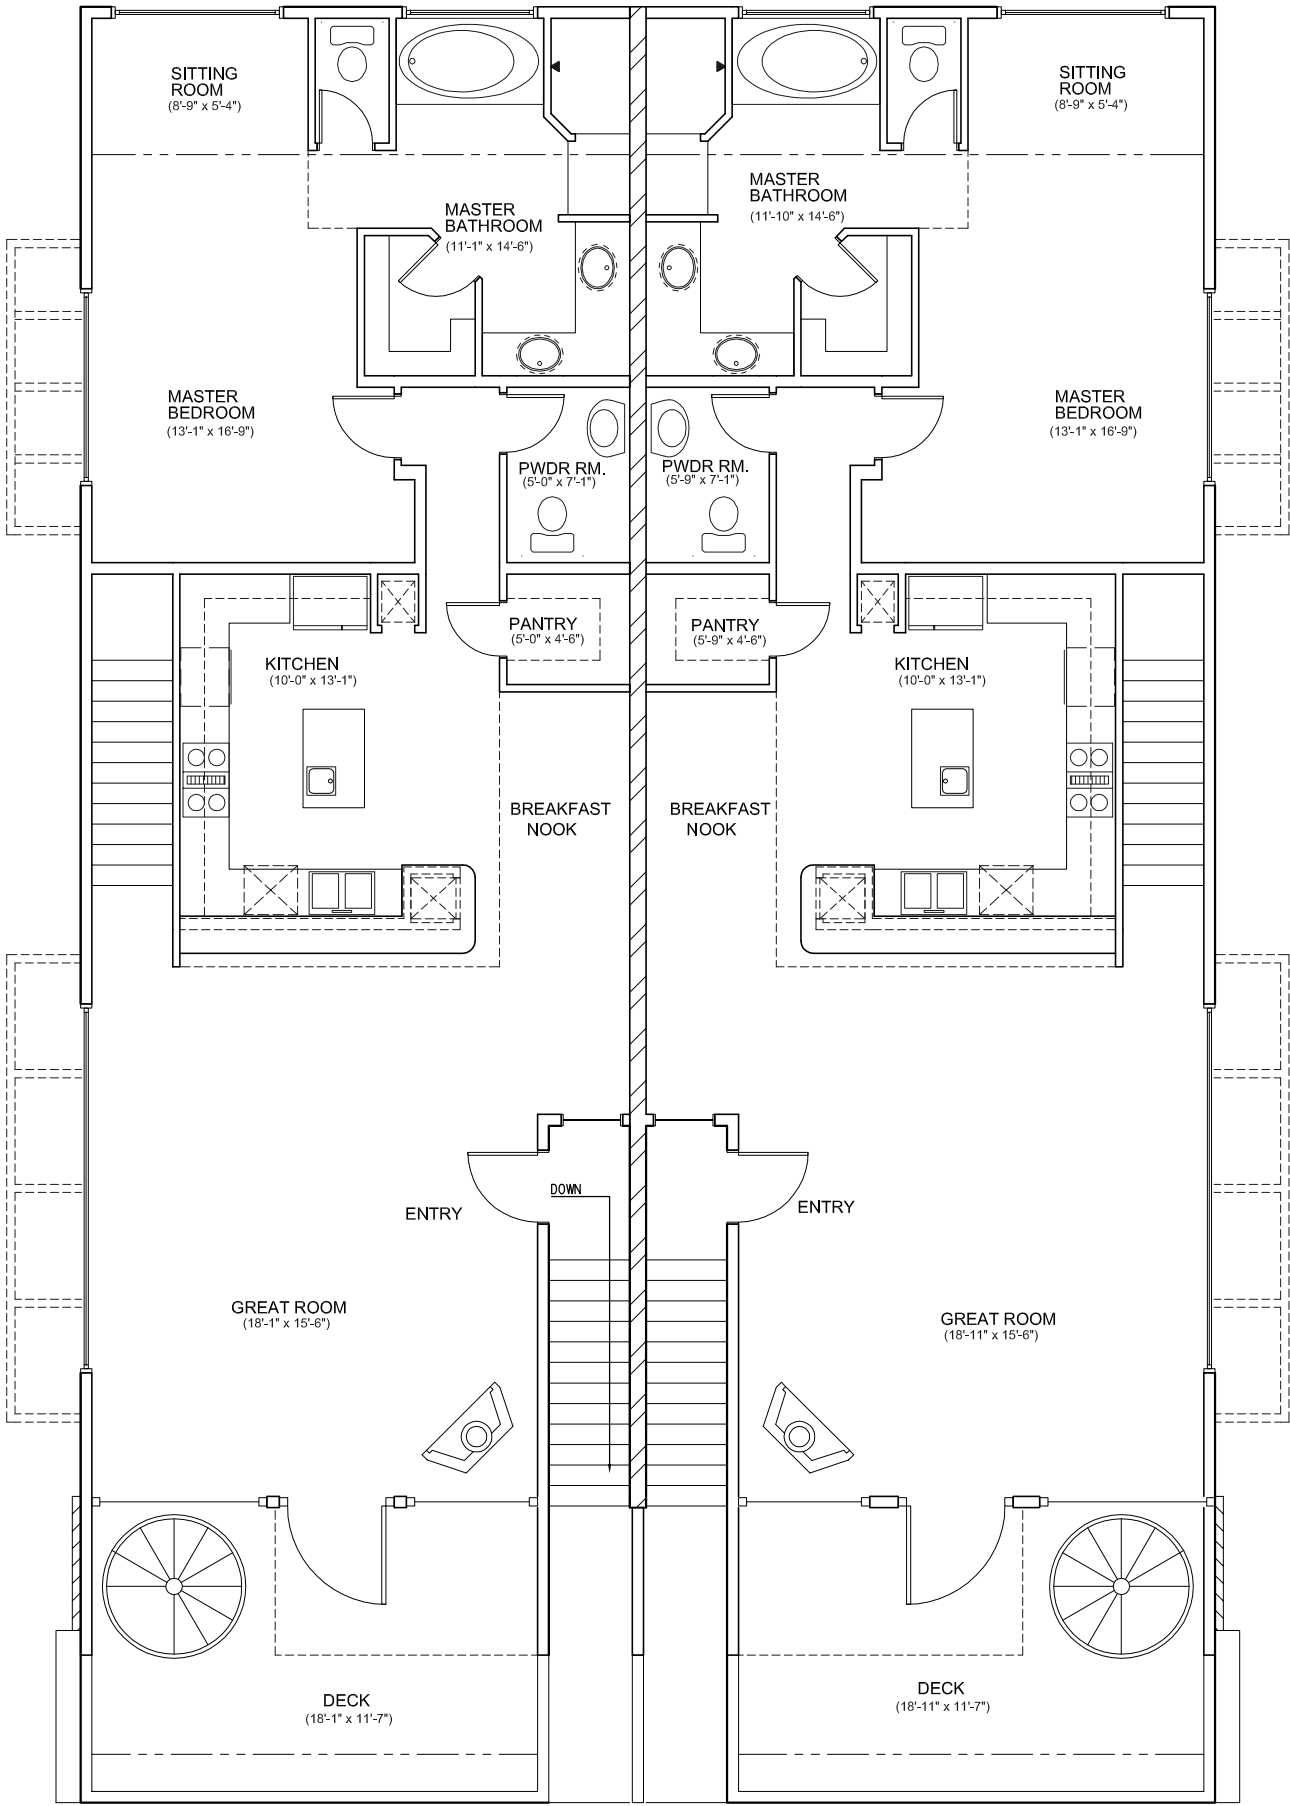 SITTING
ROOM
(8'-9" x 5'-4")
SITTING
ROOM
(8'-9" x 5'-4")
MASTER
BATHROOM
(11'-1" x 14'-6")
MASTER
BATHROOM
(11'-10" x 14'-6")
MASTER
BEDROOM
(13'-1" x 16'-9")
MASTER
BEDROOM
(13'-1" x 16'-9")
PWDR RM.
(5'-0" x 7'-1")
PWDR RM.
(5'-9" x 7'-1")
PANTRY
(5'-0" x 4'-6")
PANTRY
(5'-9" x 4'-6")
KITCHEN
(10'-0" x 13'-1")
KITCHEN
(10'-0" x 13'-1")
BREAKFAST
NOOK
BREAKFAST
NOOK
DOWN
ENTRY
ENTRY
GREAT ROOM
(18'-1" x 15'-6")
GREAT ROOM
(18'-11" x 15'-6")
DECK
(18'-1" x 11'-7")
DECK
(18'-11" x 11'-7")